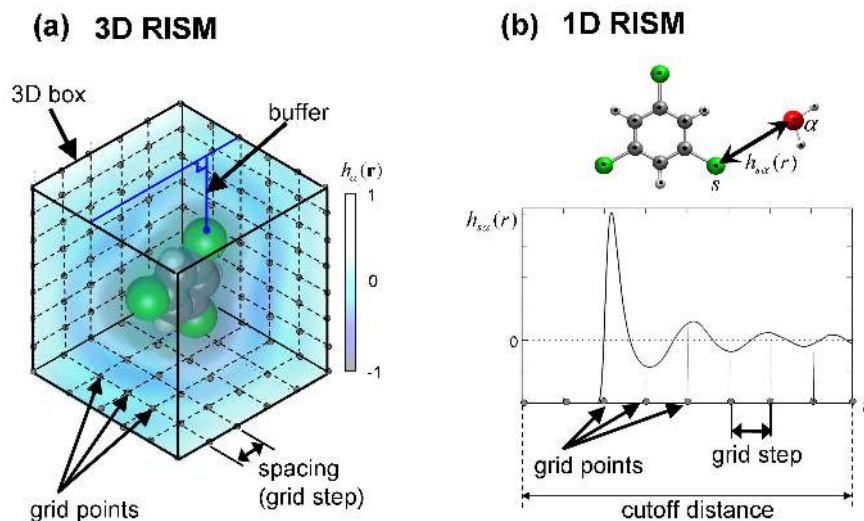 (a) 3D RISM
3D box
buffer
hα(r)
1
0
-1
grid points
spacing
(grid step)
(b) 1D RISM
α
s
hsα(r)
hsα(r)
0
grid points
grid step
cutoff distance